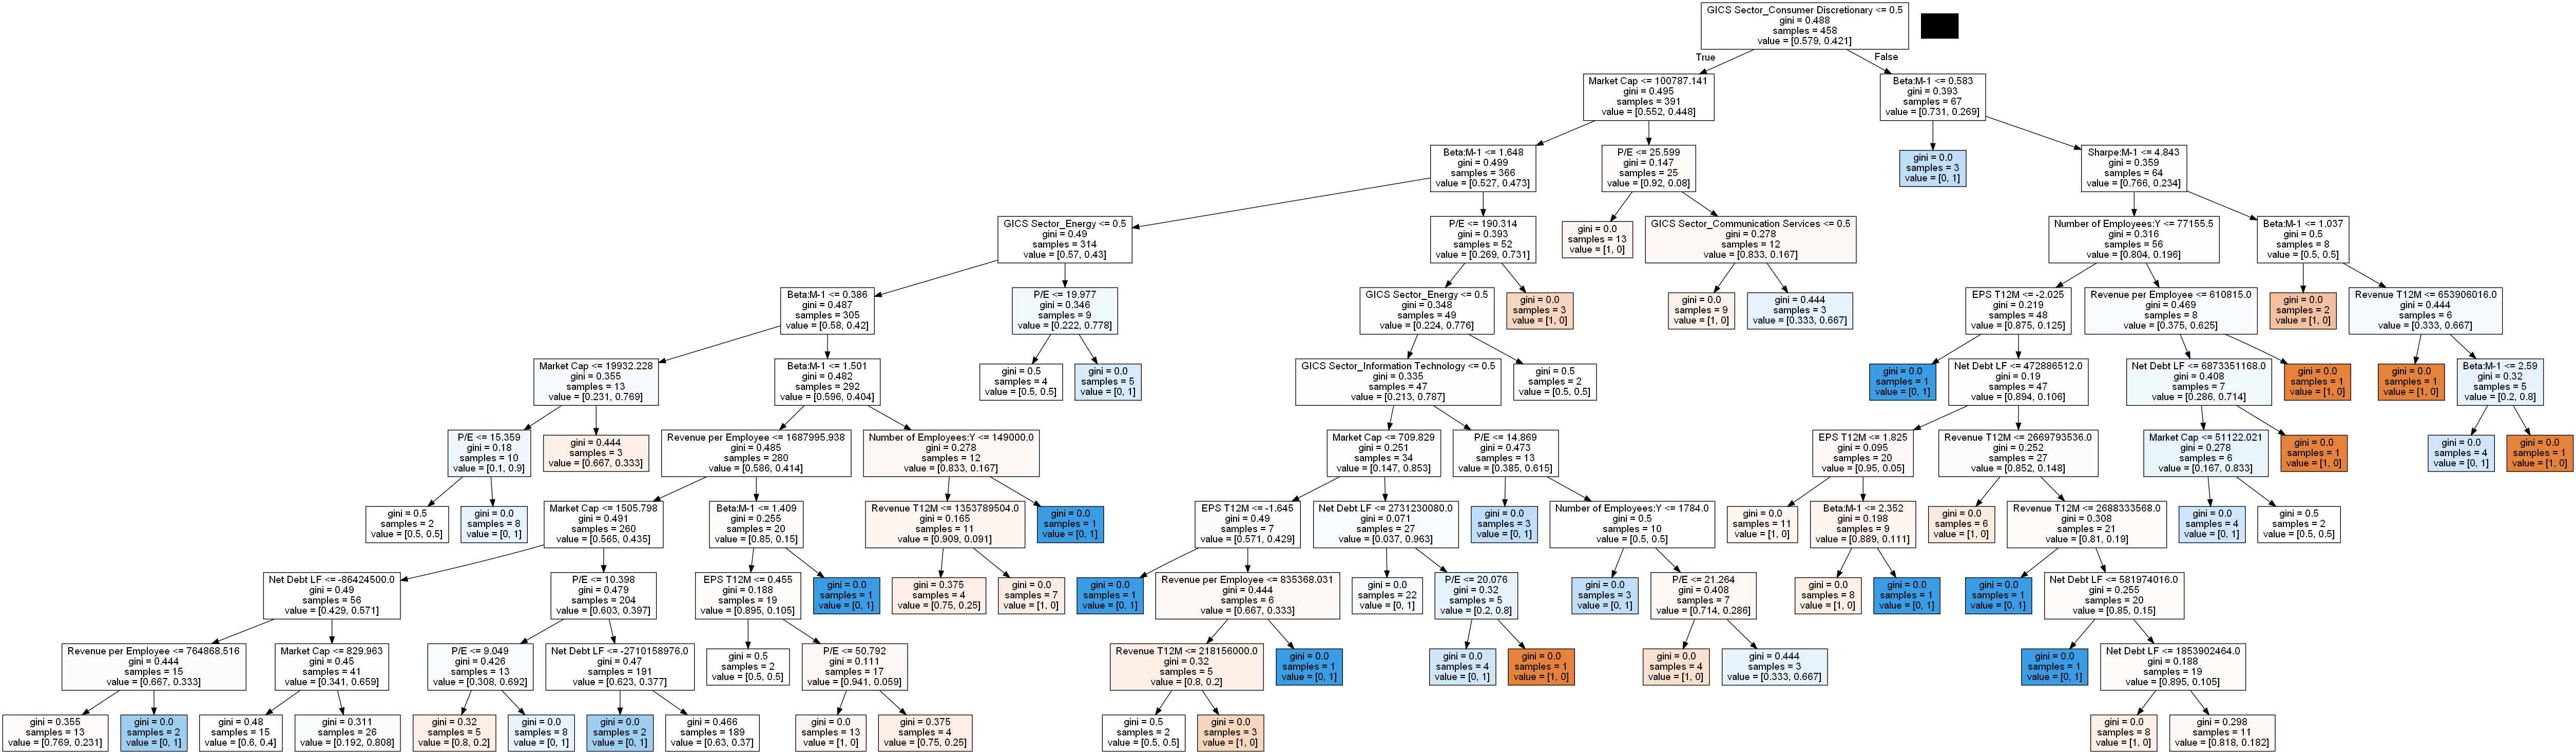 GICS Sector_Consumer Discretionary <= 0.5
gini = 0.488
samples = 458
value = [0.579, 0.421]
True
False
Market Cap <= 100787.141
gini = 0.495
samples = 391
value = [0.552, 0.448]
Beta:M-1 <= 0.583
gini = 0.393
samples = 67
value = [0.731, 0.269]
Beta:M-1 <= 1.648
gini = 0.499
samples = 366
value = [0.527, 0.473]
P/E <= 25.599
gini = 0.147
samples = 25
value = [0.92, 0.08]
gini = 0.0
samples = 3
value = [0, 1]
Sharpe:M-1 <= 4.843
gini = 0.359
samples = 64
value = [0.766, 0.234]
GICS Sector_Energy <= 0.5
gini = 0.49
samples = 314
value = [0.57, 0.43]
P/E <= 190.314
gini = 0.393
samples = 52
value = [0.269, 0.731]
gini = 0.0
samples = 13
value = [1, 0]
GICS Sector_Communication Services <= 0.5
gini = 0.278
samples = 12
value = [0.833, 0.167]
Number of Employees:Y <= 77155.5
gini = 0.316
samples = 56
value = [0.804, 0.196]
Beta:M-1 <= 1.037
gini = 0.5
samples = 8
value = [0.5, 0.5]
Beta:M-1 <= 0.386
gini = 0.487
samples = 305
value = [0.58, 0.42]
P/E <= 19.977
gini = 0.346
samples = 9
value = [0.222, 0.778]
GICS Sector_Energy <= 0.5
gini = 0.348
samples = 49
value = [0.224, 0.776]
gini = 0.0
samples = 3
value = [1, 0]
gini = 0.0
samples = 9
value = [1, 0]
gini = 0.444
samples = 3
value = [0.333, 0.667]
EPS T12M <= -2.025
gini = 0.219
samples = 48
value = [0.875, 0.125]
Revenue per Employee <= 610815.0
gini = 0.469
samples = 8
value = [0.375, 0.625]
gini = 0.0
samples = 2
value = [1, 0]
Revenue T12M <= 653906016.0
gini = 0.444
samples = 6
value = [0.333, 0.667]
Market Cap <= 19932.228
gini = 0.355
samples = 13
value = [0.231, 0.769]
Beta:M-1 <= 1.501
gini = 0.482
samples = 292
value = [0.596, 0.404]
gini = 0.5
samples = 4
value = [0.5, 0.5]
gini = 0.0
samples = 5
value = [0, 1]
GICS Sector_Information Technology <= 0.5
gini = 0.335
samples = 47
value = [0.213, 0.787]
gini = 0.5
samples = 2
value = [0.5, 0.5]
gini = 0.0
samples = 1
value = [0, 1]
Net Debt LF <= 472886512.0
gini = 0.19
samples = 47
value = [0.894, 0.106]
Net Debt LF <= 6873351168.0
gini = 0.408
samples = 7
value = [0.286, 0.714]
gini = 0.0
samples = 1
value = [1, 0]
gini = 0.0
samples = 1
value = [1, 0]
Beta:M-1 <= 2.59
gini = 0.32
samples = 5
value = [0.2, 0.8]
P/E <= 15.359
gini = 0.18
samples = 10
value = [0.1, 0.9]
gini = 0.444
samples = 3
value = [0.667, 0.333]
Revenue per Employee <= 1687995.938
gini = 0.485
samples = 280
value = [0.586, 0.414]
Number of Employees:Y <= 149000.0
gini = 0.278
samples = 12
value = [0.833, 0.167]
Market Cap <= 709.829
gini = 0.251
samples = 34
value = [0.147, 0.853]
P/E <= 14.869
gini = 0.473
samples = 13
value = [0.385, 0.615]
EPS T12M <= 1.825
gini = 0.095
samples = 20
value = [0.95, 0.05]
Revenue T12M <= 2669793536.0
gini = 0.252
samples = 27
value = [0.852, 0.148]
Market Cap <= 51122.021
gini = 0.278
samples = 6
value = [0.167, 0.833]
gini = 0.0
samples = 1
value = [1, 0]
gini = 0.0
samples = 4
value = [0, 1]
gini = 0.0
samples = 1
value = [1, 0]
gini = 0.5
samples = 2
value = [0.5, 0.5]
gini = 0.0
samples = 8
value = [0, 1]
Market Cap <= 1505.798
gini = 0.491
samples = 260
value = [0.565, 0.435]
Beta:M-1 <= 1.409
gini = 0.255
samples = 20
value = [0.85, 0.15]
Revenue T12M <= 1353789504.0
gini = 0.165
samples = 11
value = [0.909, 0.091]
gini = 0.0
samples = 1
value = [0, 1]
EPS T12M <= -1.645
gini = 0.49
samples = 7
value = [0.571, 0.429]
Net Debt LF <= 2731230080.0
gini = 0.071
samples = 27
value = [0.037, 0.963]
gini = 0.0
samples = 3
value = [0, 1]
Number of Employees:Y <= 1784.0
gini = 0.5
samples = 10
value = [0.5, 0.5]
gini = 0.0
samples = 11
value = [1, 0]
Beta:M-1 <= 2.352
gini = 0.198
samples = 9
value = [0.889, 0.111]
gini = 0.0
samples = 6
value = [1, 0]
Revenue T12M <= 2688333568.0
gini = 0.308
samples = 21
value = [0.81, 0.19]
gini = 0.0
samples = 4
value = [0, 1]
gini = 0.5
samples = 2
value = [0.5, 0.5]
Net Debt LF <= -86424500.0
gini = 0.49
samples = 56
value = [0.429, 0.571]
P/E <= 10.398
gini = 0.479
samples = 204
value = [0.603, 0.397]
EPS T12M <= 0.455
gini = 0.188
samples = 19
value = [0.895, 0.105]
gini = 0.0
samples = 1
value = [0, 1]
gini = 0.375
samples = 4
value = [0.75, 0.25]
gini = 0.0
samples = 7
value = [1, 0]
gini = 0.0
samples = 1
value = [0, 1]
Revenue per Employee <= 835368.031
gini = 0.444
samples = 6
value = [0.667, 0.333]
gini = 0.0
samples = 22
value = [0, 1]
P/E <= 20.076
gini = 0.32
samples = 5
value = [0.2, 0.8]
gini = 0.0
samples = 3
value = [0, 1]
P/E <= 21.264
gini = 0.408
samples = 7
value = [0.714, 0.286]
gini = 0.0
samples = 8
value = [1, 0]
gini = 0.0
samples = 1
value = [0, 1]
gini = 0.0
samples = 1
value = [0, 1]
Net Debt LF <= 581974016.0
gini = 0.255
samples = 20
value = [0.85, 0.15]
Revenue per Employee <= 764868.516
gini = 0.444
samples = 15
value = [0.667, 0.333]
Market Cap <= 829.963
gini = 0.45
samples = 41
value = [0.341, 0.659]
P/E <= 9.049
gini = 0.426
samples = 13
value = [0.308, 0.692]
Net Debt LF <= -2710158976.0
gini = 0.47
samples = 191
value = [0.623, 0.377]
gini = 0.5
samples = 2
value = [0.5, 0.5]
P/E <= 50.792
gini = 0.111
samples = 17
value = [0.941, 0.059]
Revenue T12M <= 218156000.0
gini = 0.32
samples = 5
value = [0.8, 0.2]
gini = 0.0
samples = 1
value = [0, 1]
gini = 0.0
samples = 4
value = [0, 1]
gini = 0.0
samples = 1
value = [1, 0]
gini = 0.0
samples = 4
value = [1, 0]
gini = 0.444
samples = 3
value = [0.333, 0.667]
gini = 0.0
samples = 1
value = [0, 1]
Net Debt LF <= 1853902464.0
gini = 0.188
samples = 19
value = [0.895, 0.105]
gini = 0.355
samples = 13
value = [0.769, 0.231]
gini = 0.0
samples = 2
value = [0, 1]
gini = 0.48
samples = 15
value = [0.6, 0.4]
gini = 0.311
samples = 26
value = [0.192, 0.808]
gini = 0.32
samples = 5
value = [0.8, 0.2]
gini = 0.0
samples = 8
value = [0, 1]
gini = 0.0
samples = 2
value = [0, 1]
gini = 0.466
samples = 189
value = [0.63, 0.37]
gini = 0.0
samples = 13
value = [1, 0]
gini = 0.375
samples = 4
value = [0.75, 0.25]
gini = 0.5
samples = 2
value = [0.5, 0.5]
gini = 0.0
samples = 3
value = [1, 0]
gini = 0.0
samples = 8
value = [1, 0]
gini = 0.298
samples = 11
value = [0.818, 0.182]